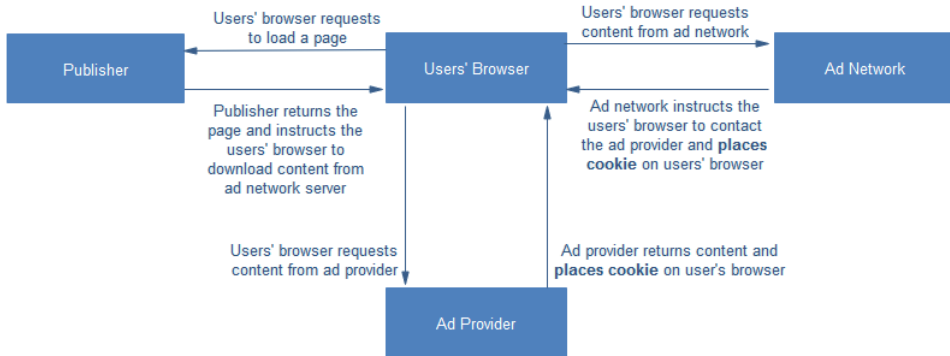 Users' browser requests
to load a page
Users' browser requests
content from ad network
Publisher
Users' Browser
Ad Network
Publisher returns the
page and instructs the
users' browser to
download content from
ad network server
Ad network instructs the
users' browser to contact
the ad provider and places
cookie on users' browser
Users' browser requests
content from ad provider
Ad provider returns content and
places cookie on user's browser
Ad Provider